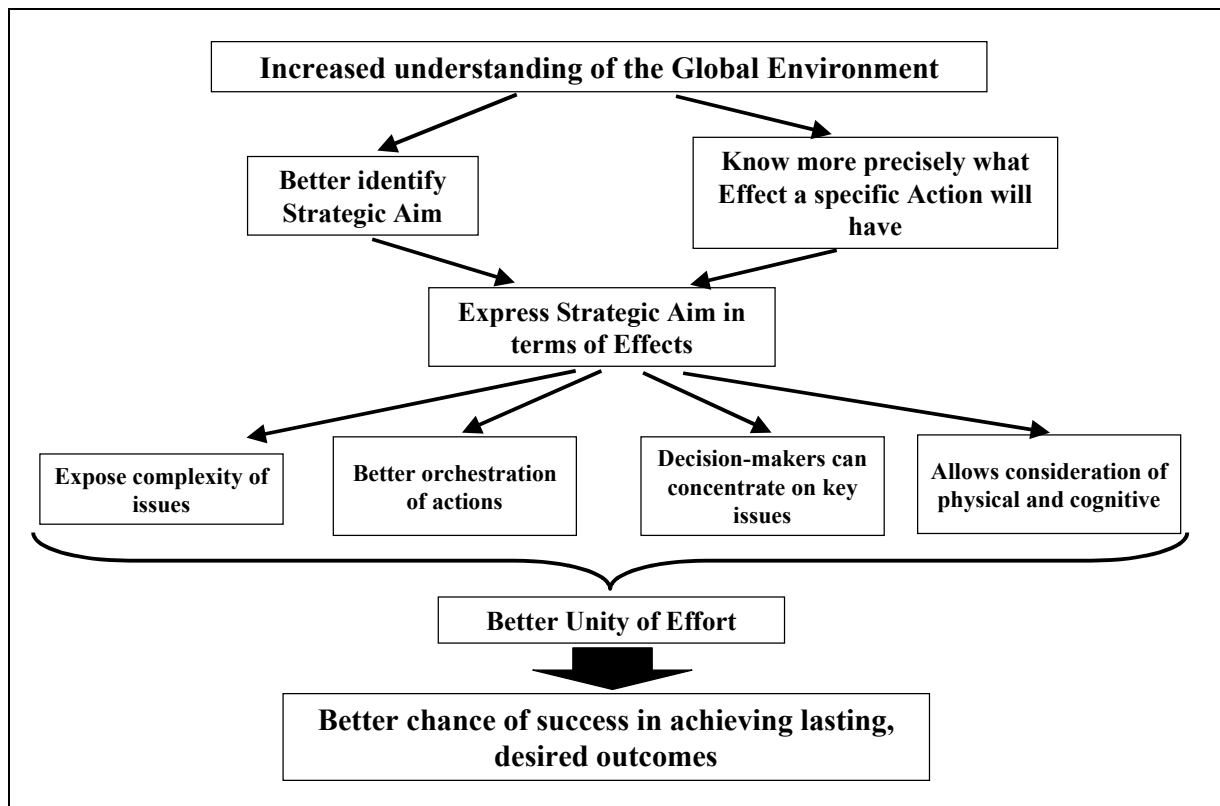 Increased understanding of the Global Environment
Better identify
Strategic Aim
Know more precisely what
Effect a specific Action will
have
Express Strategic Aim in
terms of Effects
Expose complexity of
issues
Better orchestration
of actions
Decision-makers can
concentrate on key
issues
Allows consideration of
physical and cognitive
Better Unity of Effort
Better chance of success in achieving lasting,
desired outcomes